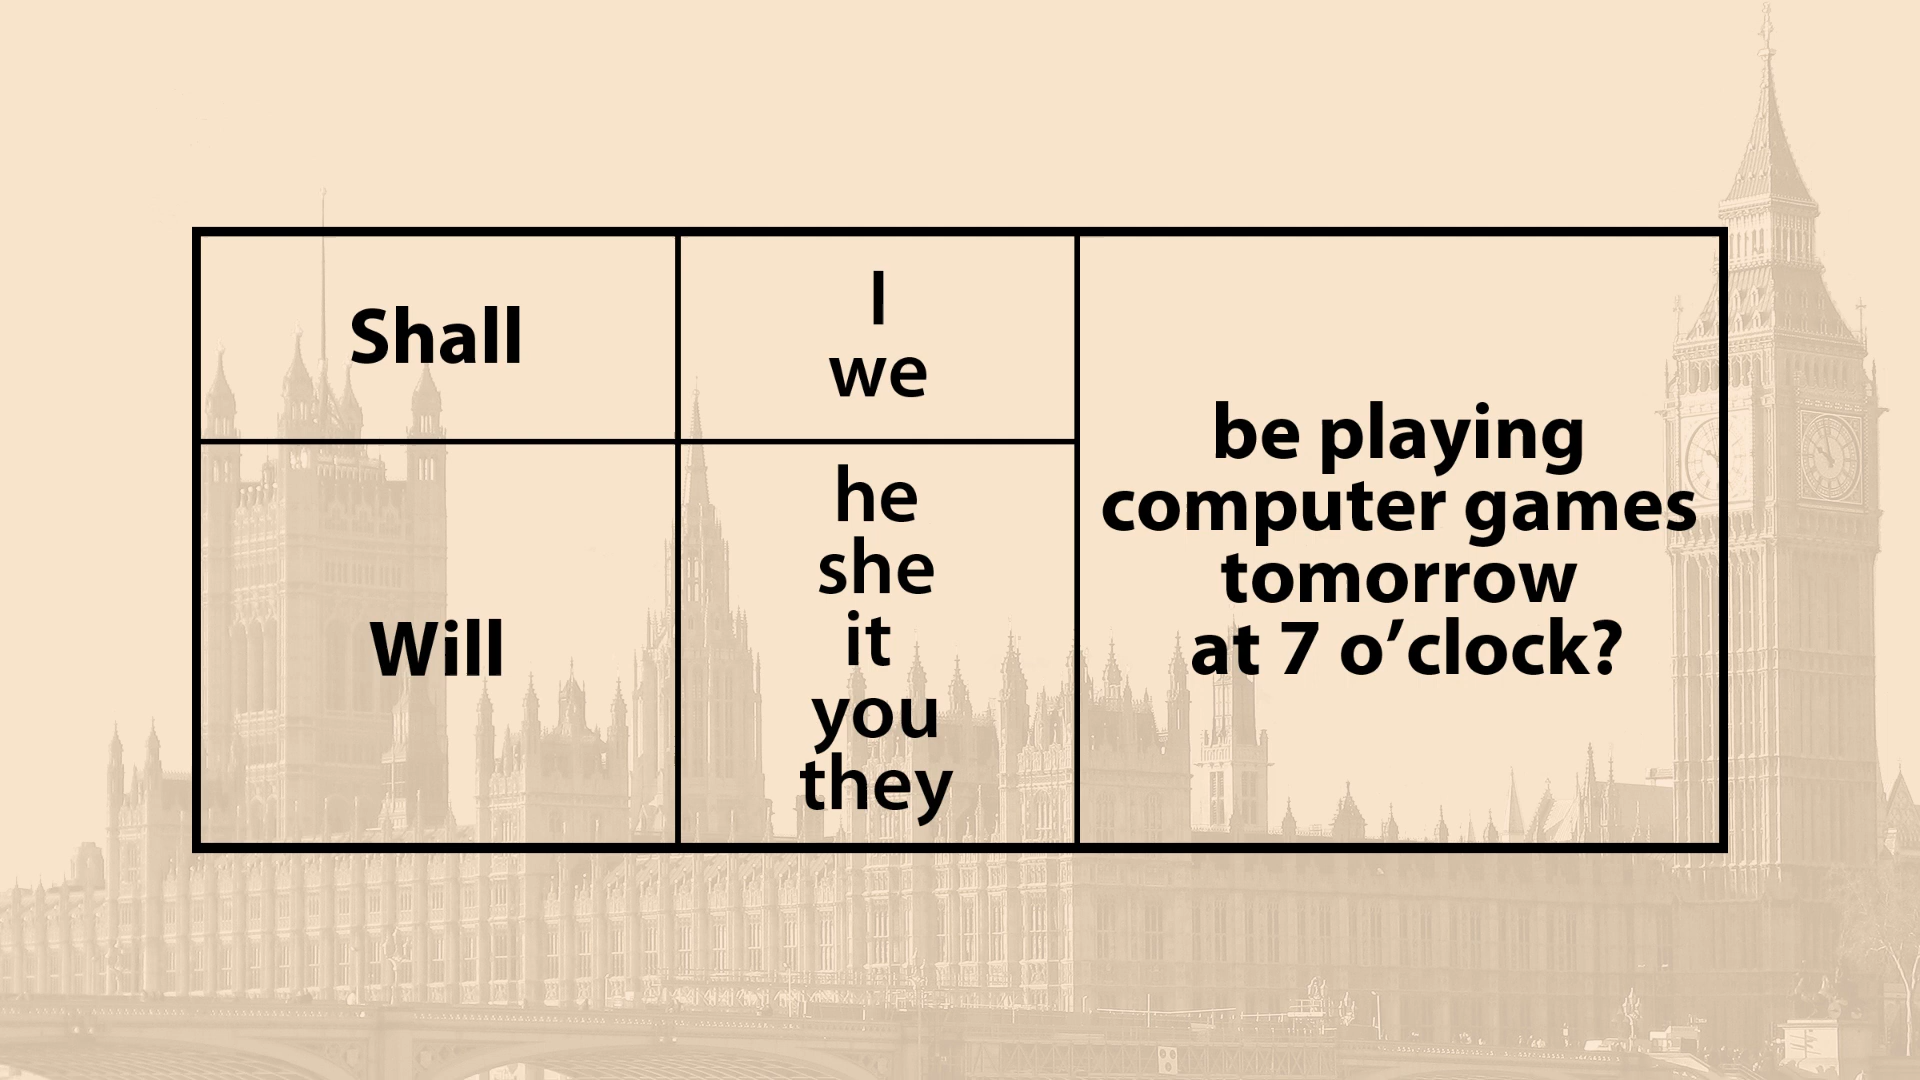 Shall
I
we
Will
he
she
it
you
they
be playing
computer games
tomorrow
at 7 o’clock?